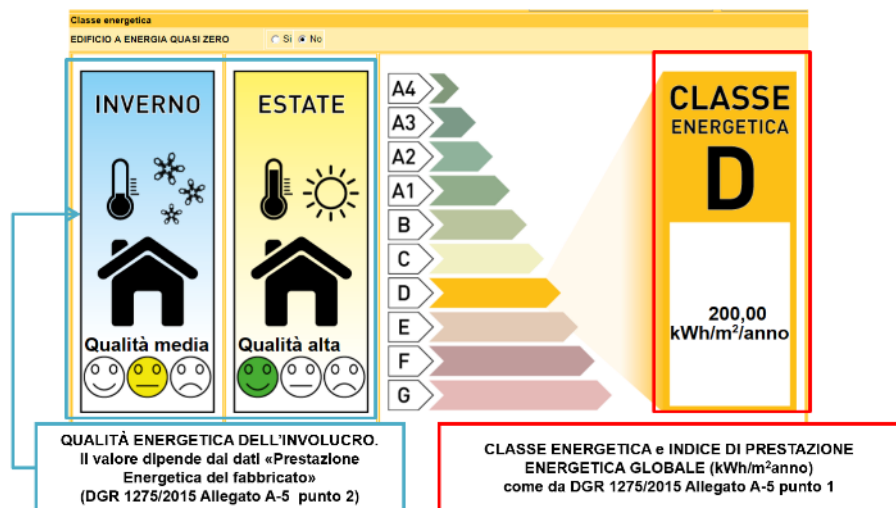 Classe energetica
EDIFICIO A ENERGIA QUASI ZERO Si No
INVERNO
ESTATE
Qualità media
Qualità alta
A4
A3
A2
A1
B
C
D
E
F
G
CLASSE
ENERGETICA
D
200,00
kWh/m²/anno
QUALITÀ ENERGETICA DELL'INVOLUCRO.
Il valore dipende dai dati «Prestazione
Energetica del fabbricato»
(DGR 1275/2015 Allegato A-5 punto 2)
CLASSE ENERGETICA e INDICE DI PRESTAZIONE
ENERGETICA GLOBALE (kWh/m²anno)
come da DGR 1275/2015 Allegato A-5 punto 1